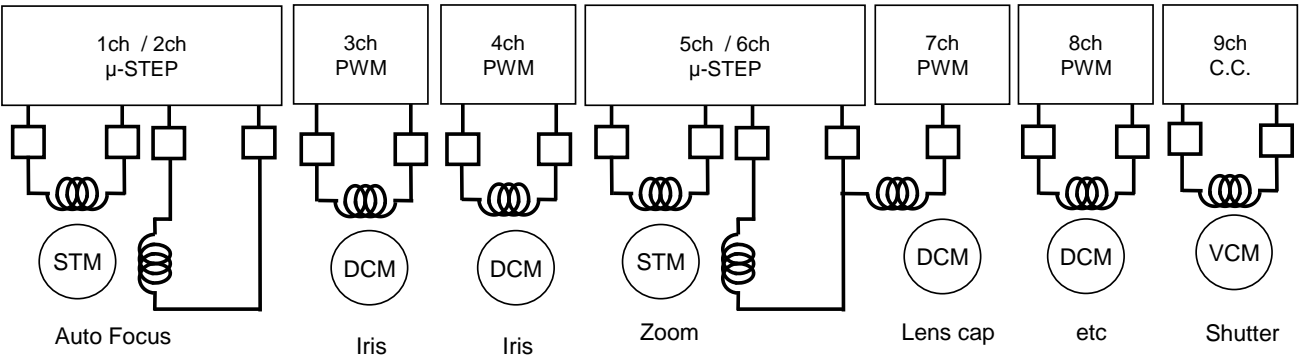 1ch / 2ch
μ-STEP
3ch
PWM
4ch
PWM
5ch / 6ch
μ-STEP
7ch
PWM
8ch
PWM
9ch
C.C.
STM
DCM
DCM
STM
DCM
DCM
VCM
Auto Focus
Iris
Iris
Zoom
Lens cap
etc
Shutter